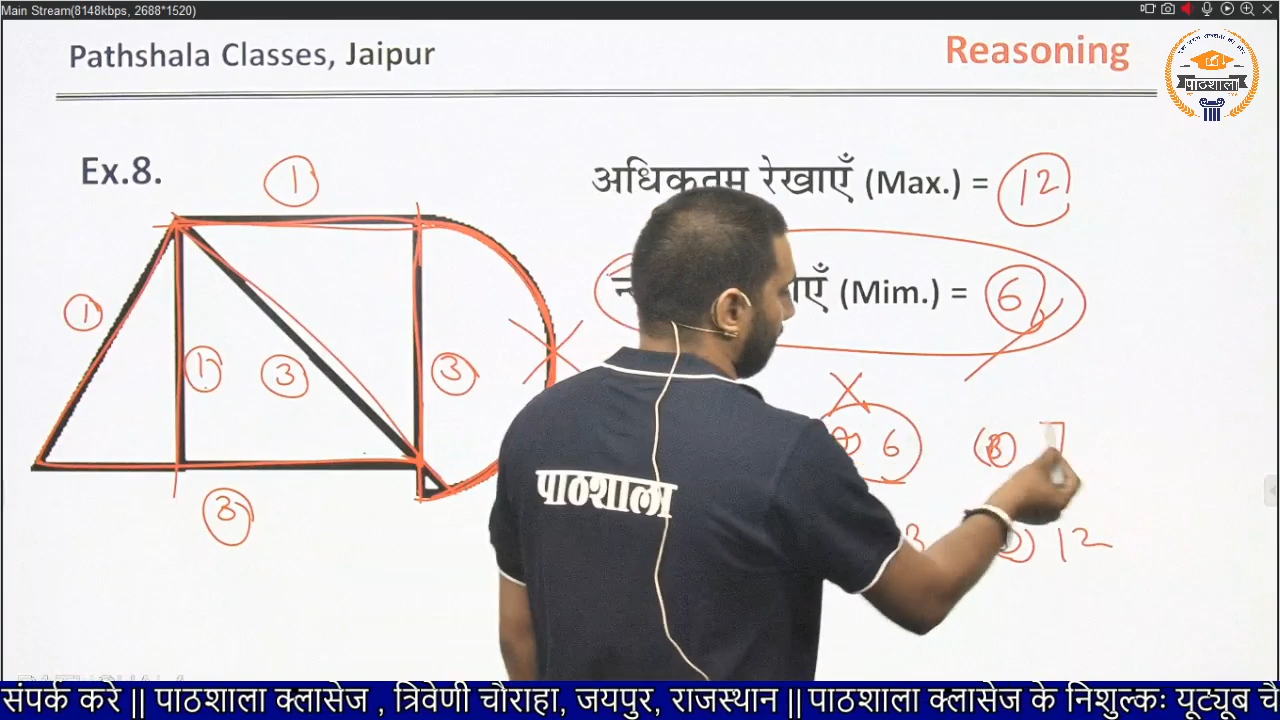 Main Stream(8148kbps, 2688*1520)
Pathshala Classes, Jaipur
Reasoning
पाठशाला
Ex.8.
1
अधिकतम रेखाएँ (Max.) = 12
1
(Mim.) = 6
1 3 3
6 (B) 7
3
12
पाठशाला
संपर्क करे || पाठशाला क्लासेज , त्रिवेणी चौराहा, जयपुर, राजस्थान || पाठशाला क्लासेज के निशुल्कः यूट्यूब